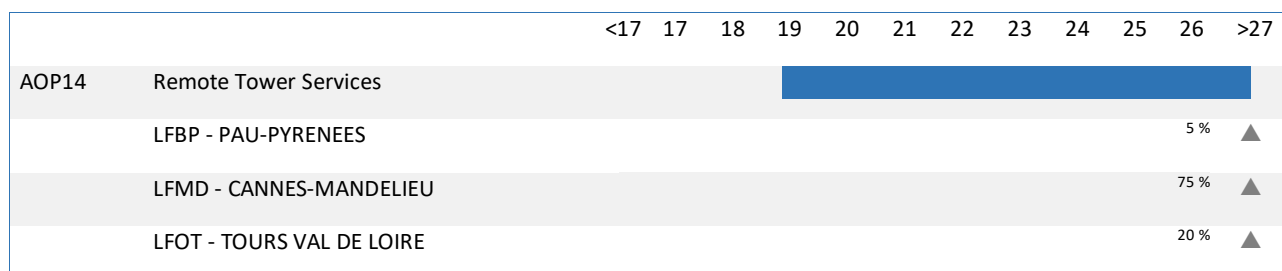 <17 17 18 19 20 21 22 23 24 25 26 >27
AOP14 Remote Tower Services
LFBP - PAU-PYRENEES 5 %
LFMD - CANNES-MANDELIEU 75 %
LFOT - TOURS VAL DE LOIRE 20 %